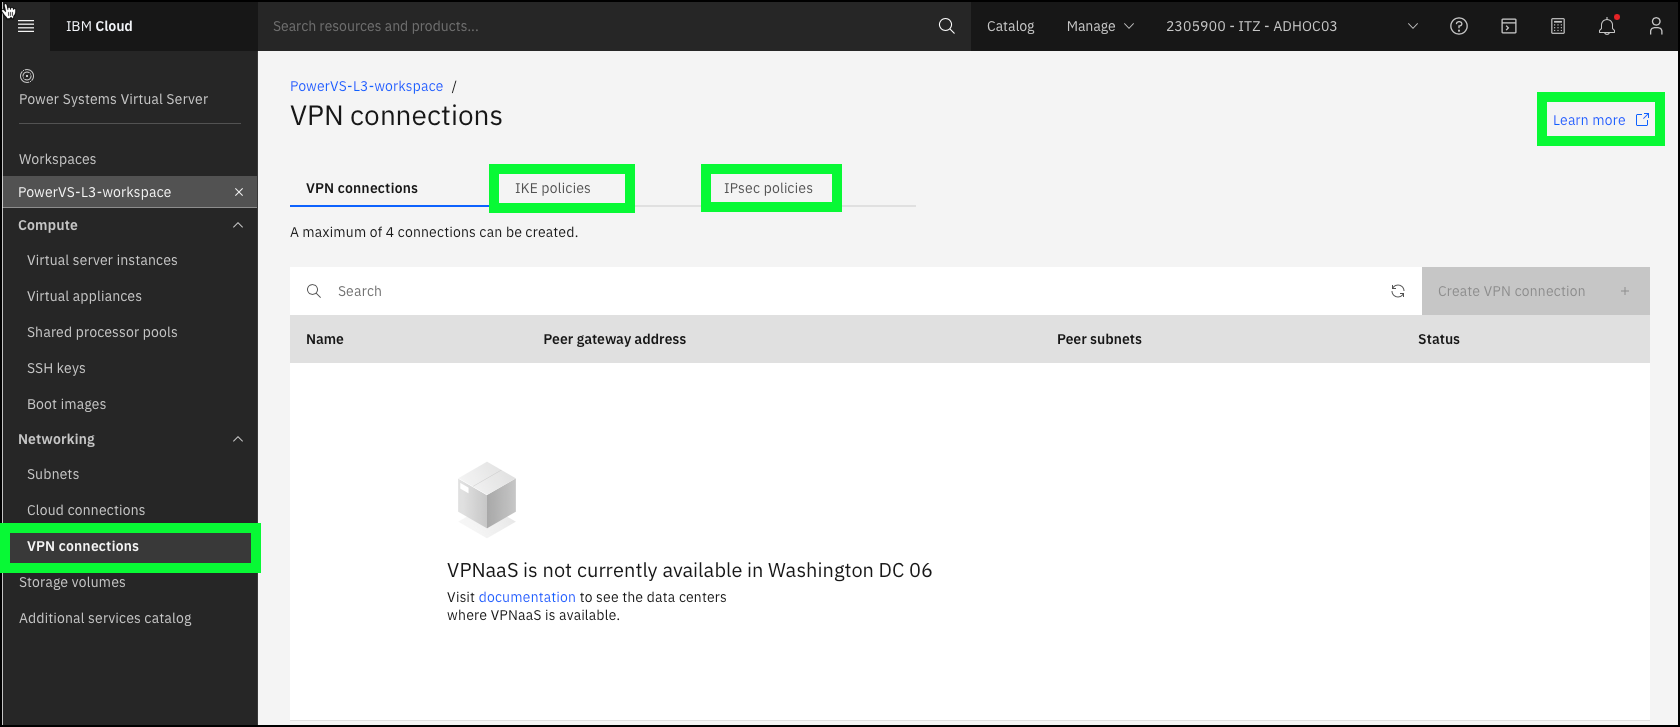 IBM Cloud
Search resources and products...
Catalog
Manage
2305900 - ITZ - ADHOC03
Power Systems Virtual Server
Workspaces
PowerVS-L3-workspace
Compute
Virtual server instances
Virtual appliances
Shared processor pools
SSH keys
Boot images
Networking
Subnets
Cloud connections
VPN connections
Storage volumes
Additional services catalog
PowerVS-L3-workspace /
VPN connections
Learn more
VPN connections
IKE policies
IPsec policies
A maximum of 4 connections can be created.
Search
Create VPN connection +
Name
Peer gateway address
Peer subnets
Status
VPNaaS is not currently available in Washington DC 06
Visit documentation to see the data centers
where VPNaaS is available.